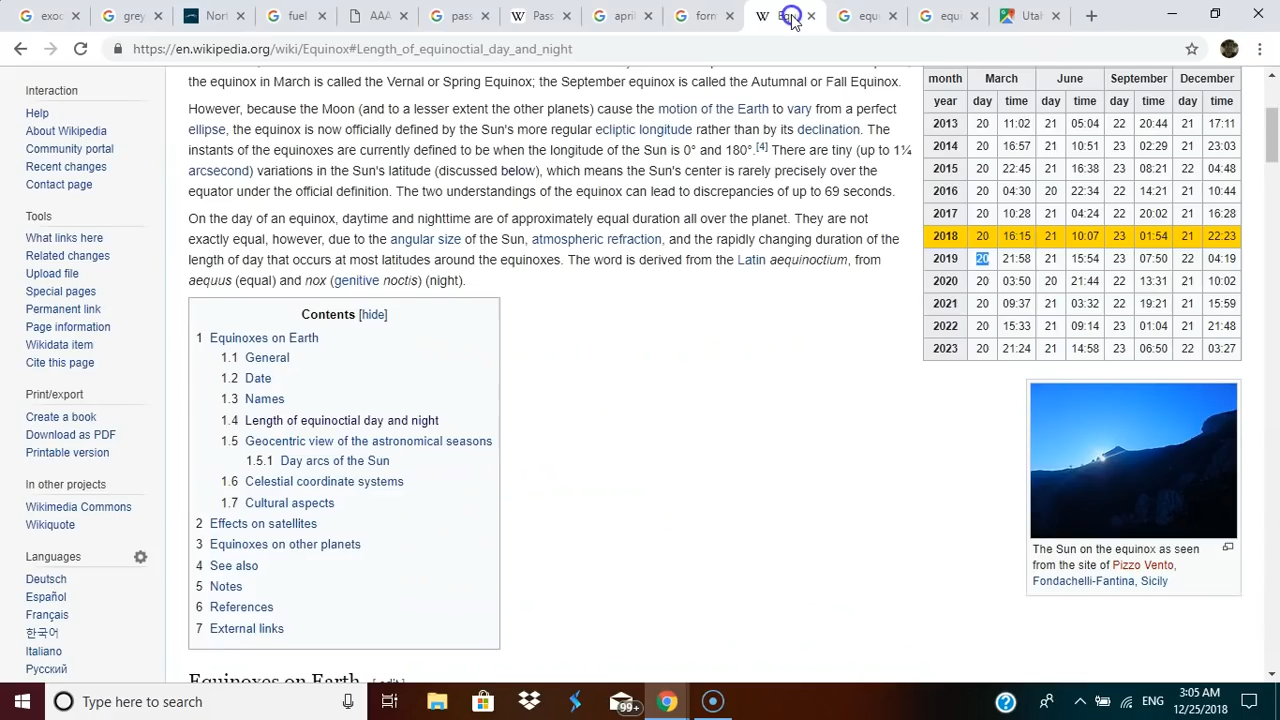 exod
grey
Nort
fuel
AAA
pass
Pass
april
forn
Equ
equi
equi
Utah
https://en.wikipedia.org/wiki/Equinox#Length_of_equinoctial_day_and_night
Interaction
Help
About Wikipedia
Community portal
Recent changes
Contact page
Tools
What links here
Related changes
Upload file
Special pages
Permanent link
Page information
Wikidata item
Cite this page
Print/export
Create a book
Download as PDF
Printable version
In other projects
Wikimedia Commons
Wikiquote
Languages
Deutsch
Español
Français
한국어
Italiano
Русский
the equinox in March is called the Vernal or Spring Equinox; the September equinox is called the Autumnal or Fall Equinox.
However, because the Moon (and to a lesser extent the other planets) cause the motion of the Earth to vary from a perfect
ellipse, the equinox is now officially defined by the Sun's more regular ecliptic longitude rather than by its declination. The
instants of the equinoxes are currently defined to be when the longitude of the Sun is 0° and 180°.[4] There are tiny (up to 1¼
arcsecond) variations in the Sun's latitude (discussed below), which means the Sun's center is rarely precisely over the
equator under the official definition. The two understandings of the equinox can lead to discrepancies of up to 69 seconds.
On the day of an equinox, daytime and nighttime are of approximately equal duration all over the planet. They are not
exactly equal, however, due to the angular size of the Sun, atmospheric refraction, and the rapidly changing duration of the
length of day that occurs at most latitudes around the equinoxes. The word is derived from the Latin aequinoctium, from
aequus (equal) and nox (genitive noctis) (night).
Contents [hide]
1 Equinoxes on Earth
1.1 General
1.2 Date
1.3 Names
1.4 Length of equinoctial day and night
1.5 Geocentric view of the astronomical seasons
1.5.1 Day arcs of the Sun
1.6 Celestial coordinate systems
1.7 Cultural aspects
2 Effects on satellites
3 Equinoxes on other planets
4 See also
5 Notes
6 References
7 External links
Equinoxes on Earth [edit]
month March June September December
year day time day time day time day time
2013 20 11:02 21 05:04 22 20:44 21 17:11
2014 20 16:57 21 10:51 23 02:29 21 23:03
2015 20 22:45 21 16:38 23 08:21 22 04:48
2016 20 04:30 20 22:34 22 14:21 21 10:44
2017 20 10:28 21 04:24 22 20:02 21 16:28
2018 20 16:15 21 10:07 23 01:54 21 22:23
2019 20 21:58 21 15:54 23 07:50 22 04:19
2020 20 03:50 20 21:44 22 13:31 21 10:02
2021 20 09:37 21 03:32 22 19:21 21 15:59
2022 20 15:33 21 09:14 23 01:04 21 21:48
2023 20 21:24 21 14:58 23 06:50 22 03:27
The Sun on the equinox as seen
from the site of Pizzo Vento,
Fondachelli-Fantina, Sicily
Type here to search
99+
ENG
3:05 AM
12/25/2018